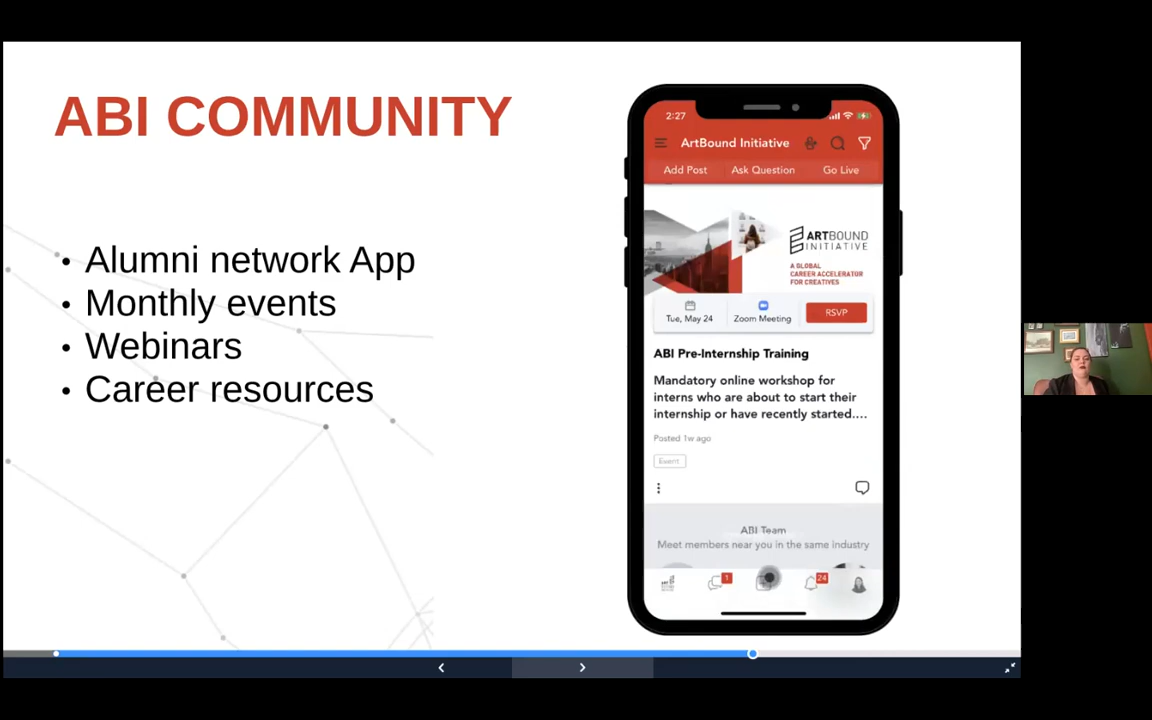 ABI COMMUNITY
• Alumni network App
• Monthly events
• Webinars
• Career resources
2:27
ArtBound Initiative
Add Post Ask Question Go Live
ARTBOUND
INITIATIVE
A GLOBAL
CAREER ACCELERATOR
FOR CREATIVES
Tue, May 24 Zoom Meeting RSVP
ABI Pre-Internship Training
Mandatory online workshop for
interns who are about to start their
internship or have recently started....
Posted 1w ago
Event
ABI Team
Meet members near you in the same industry
1 24